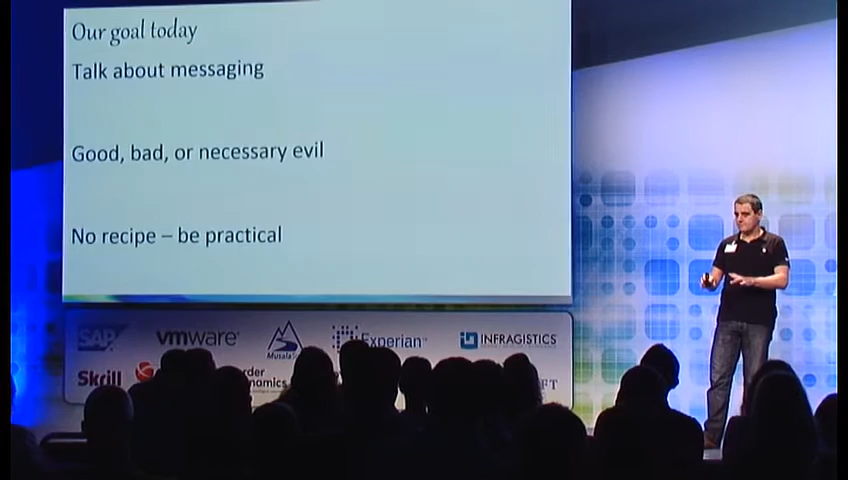 Our goal today
Talk about messaging
Good, bad, or necessary evil
No recipe – be practical
SAP
vmware
Musala
Experian
INFRAGISTICS
Skrill